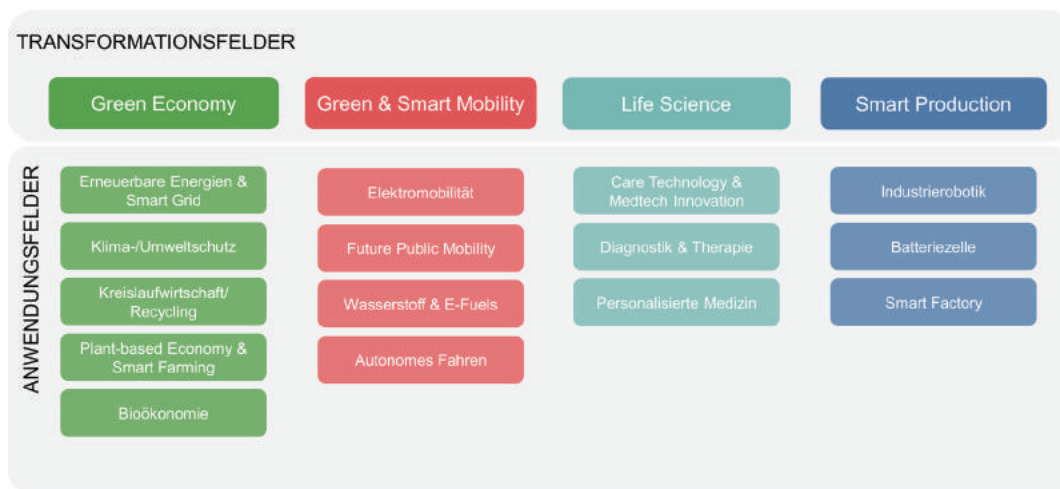 TRANSFORMATIONSFELDER
Green Economy
Green & Smart Mobility
Life Science
Smart Production
ANWENDUNGSFELDER
Erneuerbare Energien &
Smart Grid
Klima-/Umweltschutz
Kreislaufwirtschaft/
Recycling
Plant-based Economy &
Smart Farming
Bioökonomie
Elektromobilität
Future Public Mobility
Wasserstoff & E-Fuels
Autonomes Fahren
Care Technology &
Medtech Innovation
Diagnostik & Therapie
Personalisierte Medizin
Industrierobotik
Batteriezelle
Smart Factory